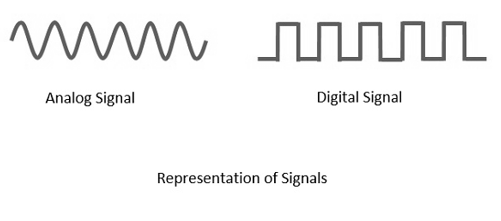 Analog Signal
Digital Signal
Representation of Signals